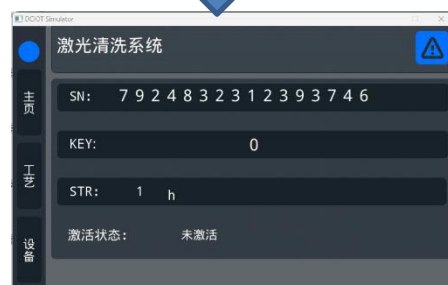 DGOT Simulator
激光清洗系统
主页
SN: 7924832312393746
KEY: 0
工艺
STR: 1 h
设备
激活状态: 未激活